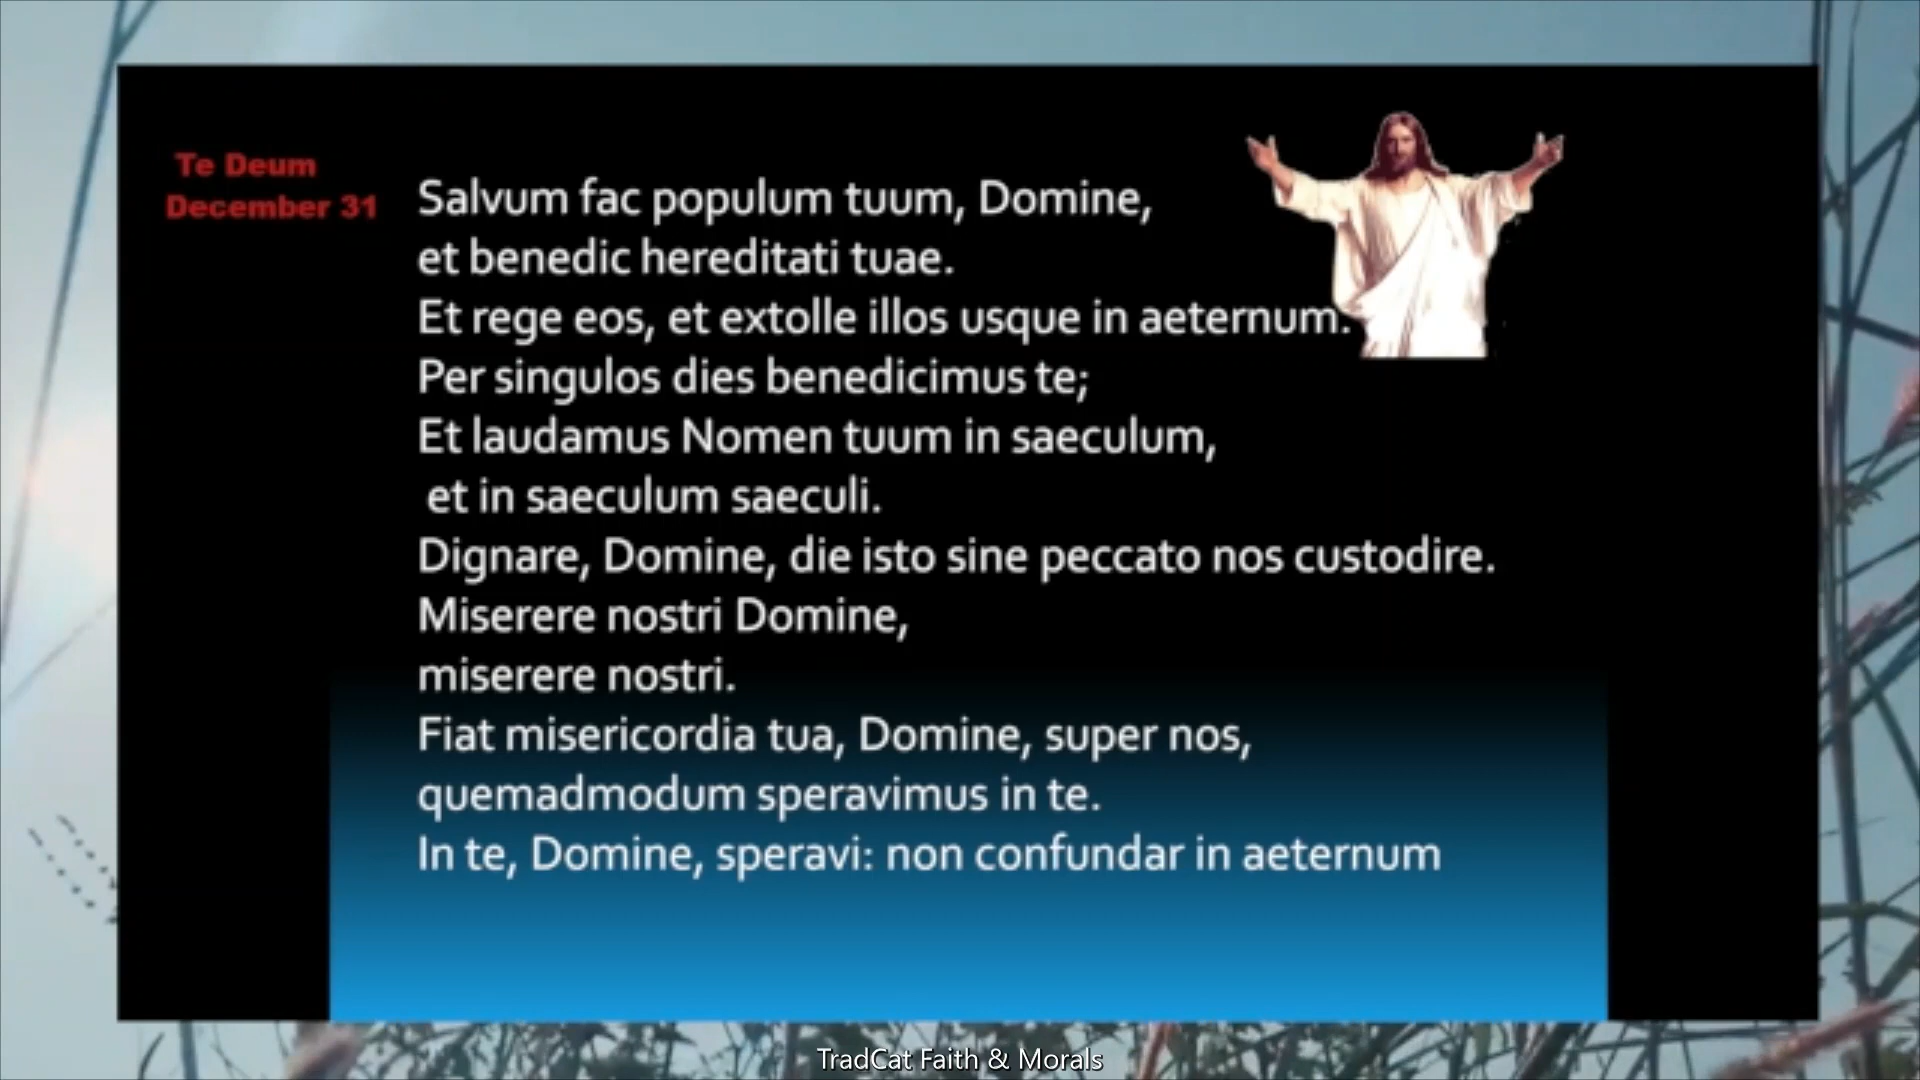 Te Deum
December 31
Salvum fac populum tuum, Domine,
et benedic hereditati tuae.
Et rege eos, et extolle illos usque in aeternum.
Per singulos dies benedicimus te;
Et laudamus Nomen tuum in saeculum,
et in saeculum saeculi.
Dignare, Domine, die isto sine peccato nos custodire.
Miserere nostri Domine,
miserere nostri.
Fiat misericordia tua, Domine, super nos,
quemadmodum speravimus in te.
In te, Domine, speravi: non confundar in aeternum
TradCat Faith & Morals